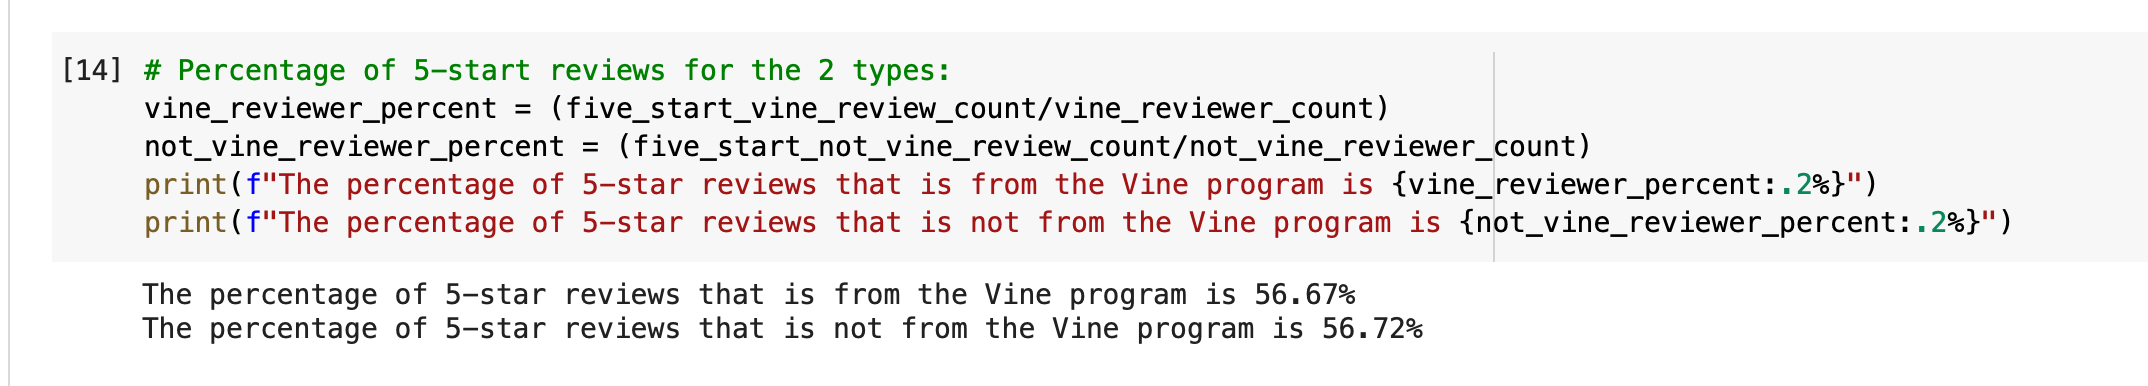 [14] # Percentage of 5-start reviews for the 2 types:
vine_reviewer_percent = (five_start_vine_review_count/vine_reviewer_count)
not_vine_reviewer_percent = (five_start_not_vine_review_count/not_vine_reviewer_count)
print(f"The percentage of 5-star reviews that is from the Vine program is {vine_reviewer_percent:.2%}")
print(f"The percentage of 5-star reviews that is not from the Vine program is {not_vine_reviewer_percent:.2%}")
The percentage of 5-star reviews that is from the Vine program is 56.67%
The percentage of 5-star reviews that is not from the Vine program is 56.72%